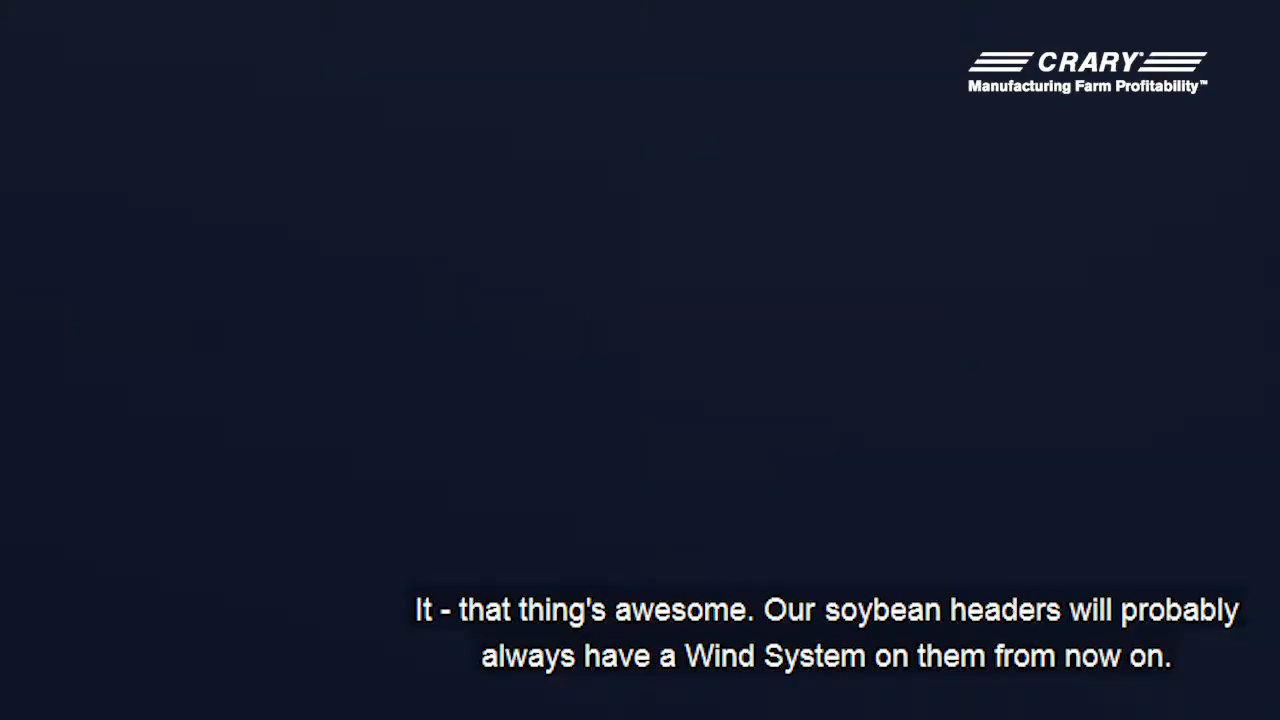 CRARY
Manufacturing Farm Profitability™
It - that thing's awesome. Our soybean headers will probably
always have a Wind System on them from now on.